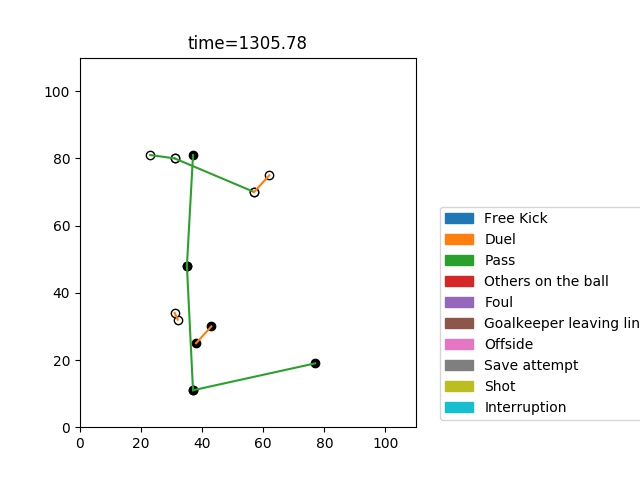 time=1305.78
100
80
60
40
20
0
0 20 40 60 80 100
Free Kick
Duel
Pass
Others on the ball
Foul
Goalkeeper leaving lin
Offside
Save attempt
Shot
Interruption